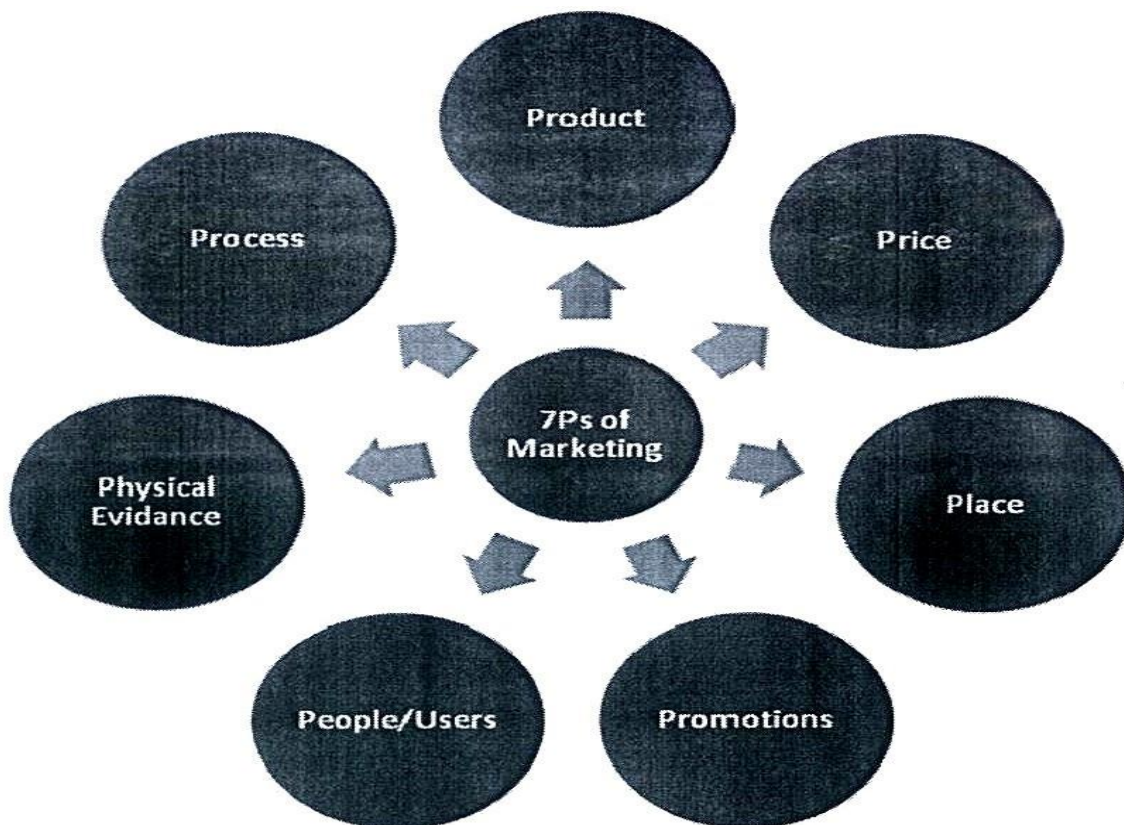 Product
Process
Price
7Ps of
Marketing
Physical
Evidance
Place
People/Users
Promotions